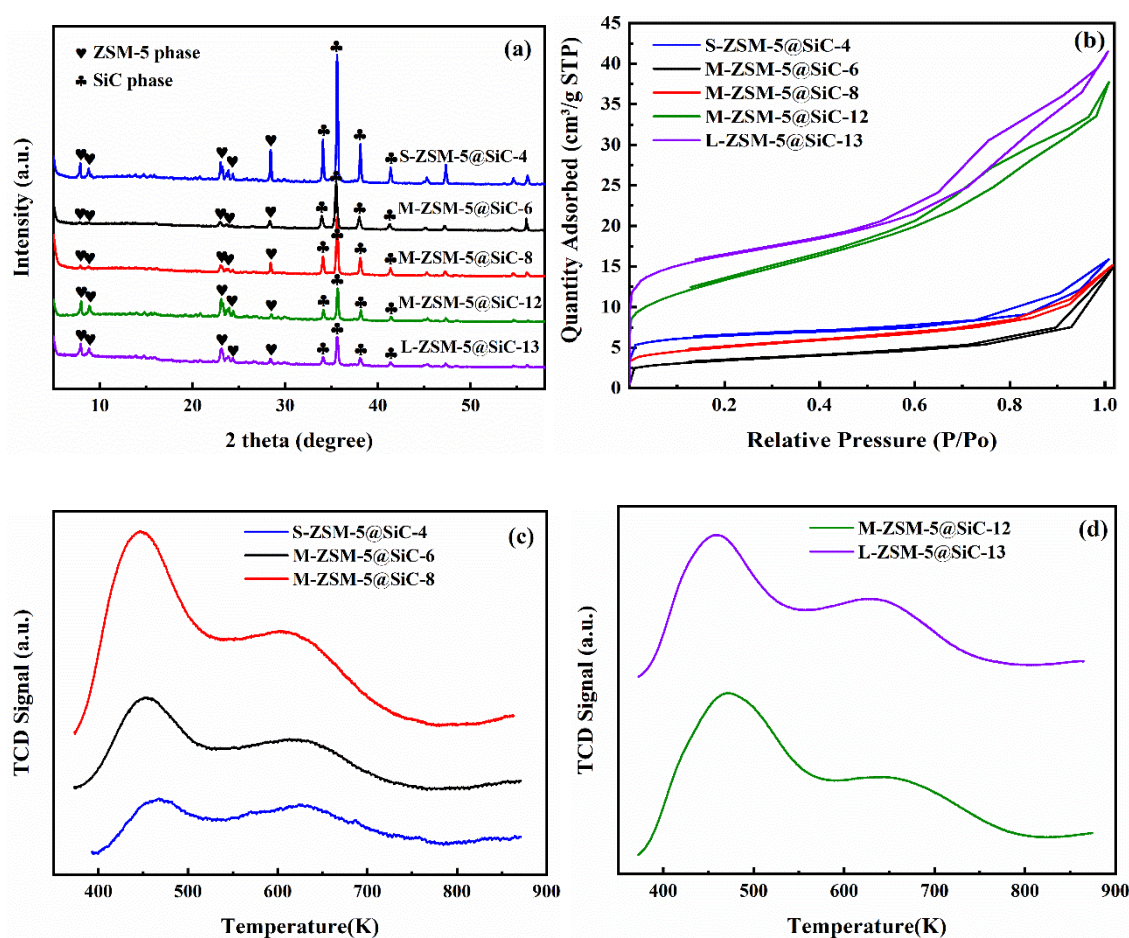 (a)
♥ ZSM-5 phase
♣ SiC phase
S-ZSM-5@SiC-4
M-ZSM-5@SiC-6
M-ZSM-5@SiC-8
M-ZSM-5@SiC-12
L-ZSM-5@SiC-13
Intensity (a.u.)
10 20 30 40 50
2 theta (degree)
(b)
S-ZSM-5@SiC-4
M-ZSM-5@SiC-6
M-ZSM-5@SiC-8
M-ZSM-5@SiC-12
L-ZSM-5@SiC-13
Quantity Adsorbed (cm³/g STP)
45
40
35
30
25
20
15
10
5
0
0.2 0.4 0.6 0.8 1.0
Relative Pressure (P/Po)
(c)
S-ZSM-5@SiC-4
M-ZSM-5@SiC-6
M-ZSM-5@SiC-8
TCD Signal (a.u.)
400 500 600 700 800 900
Temperature(K)
(d)
M-ZSM-5@SiC-12
L-ZSM-5@SiC-13
TCD Signal (a.u.)
400 500 600 700 800 900
Temperature(K)